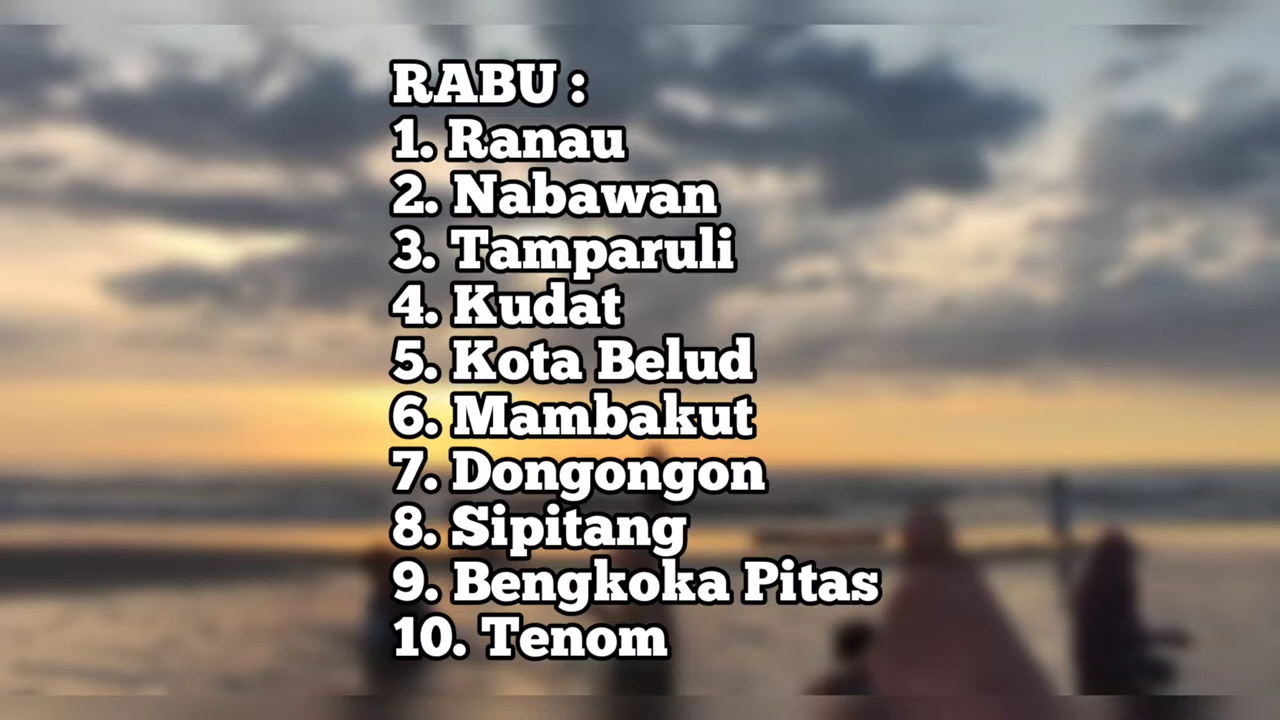 RABU :
1. Ranau
2. Nabawan
3. Tamparuli
4. Kudat
5. Kota Belud
6. Mambakut
7. Dongongon
8. Sipitang
9. Bengkoka Pitas
10. Tenom